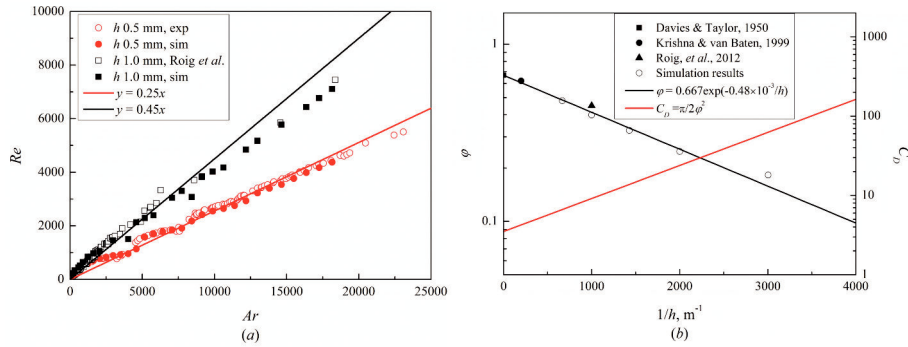 10000
8000
6000
4000
2000
0
Re
h 0.5 mm, exp
h 0.5 mm, sim
h 1.0 mm, Roig et al.
h 1.0 mm, sim
y = 0.25x
y = 0.45x
0 5000 10000 15000 20000 25000
Ar
(a)
1
0.1
φ
Davies & Taylor, 1950
Krishna & van Baten, 1999
Roig, et al., 2012
Simulation results
φ = 0.667exp(-0.48×10⁻³/h)
C_D = π/2φ²
1000
100
10
1
C_D
0 1000 2000 3000 4000
1/h, m⁻¹
(b)